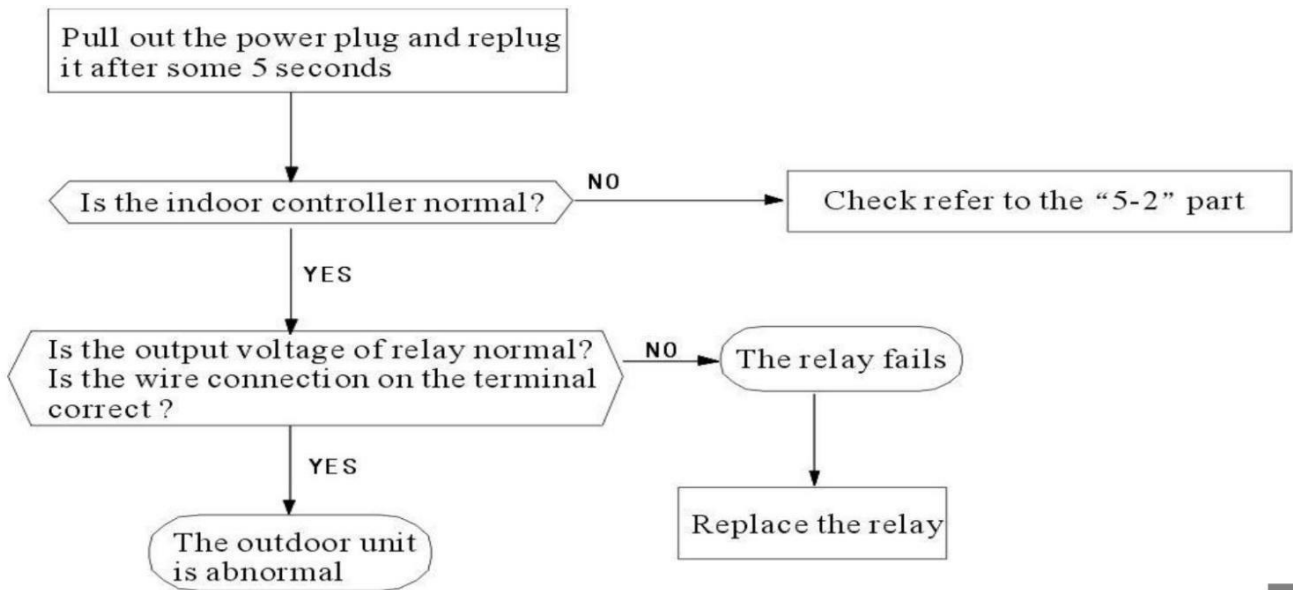 Pull out the power plug and replug
it after some 5 seconds
Is the indoor controller normal?
NO
Check refer to the “5-2” part
YES
Is the output voltage of relay normal?
Is the wire connection on the terminal
correct ?
NO
The relay fails
YES
Replace the relay
The outdoor unit
is abnormal